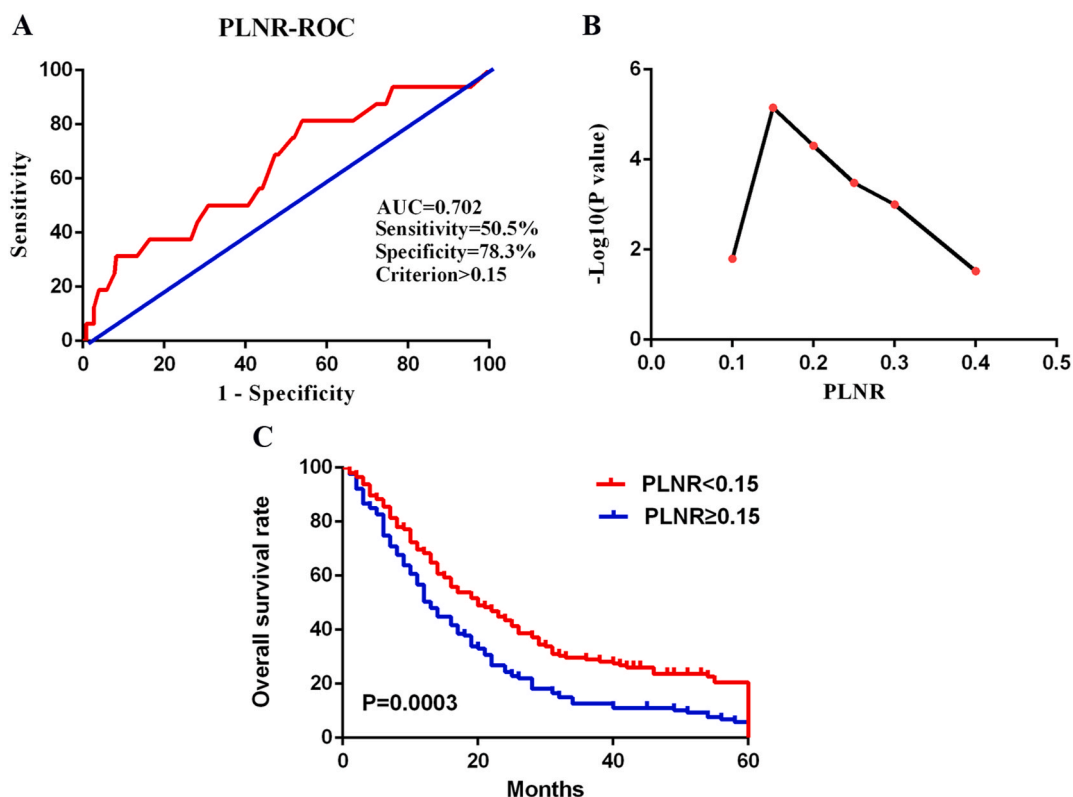 A
PLNR-ROC
100
80
60
40
20
0
Sensitivity
AUC=0.702
Sensitivity=50.5%
Specificity=78.3%
Criterion>0.15
0 20 40 60 80 100
1 - Specificity
B
6
4
2
0
-Log10(P value)
0.0 0.1 0.2 0.3 0.4 0.5
PLNR
C
100
80
60
40
20
0
Overall survival rate
PLNR<0.15
PLNR≥0.15
P=0.0003
0 20 40 60
Months